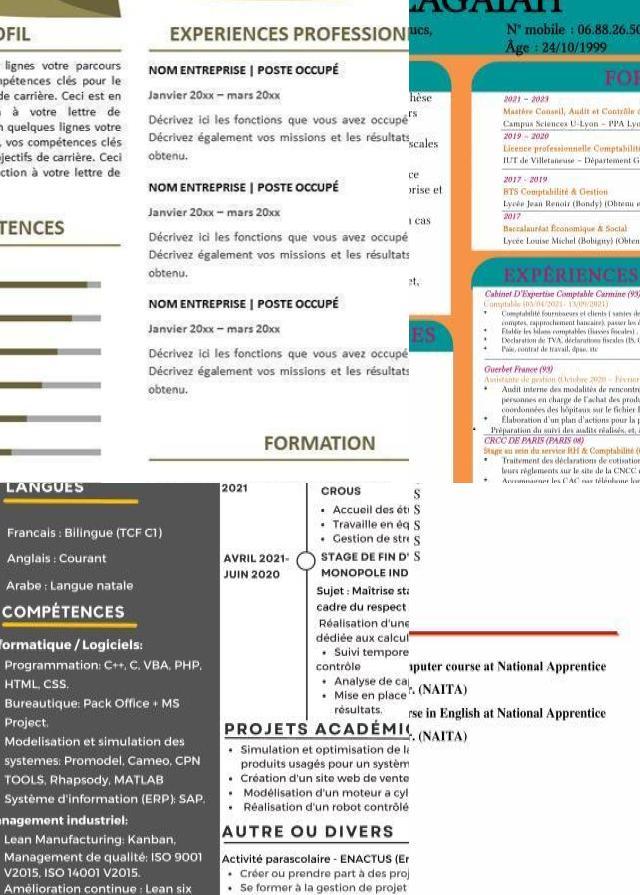 OFIL
lignes votre parcours
mpétences clés pour le
de carrière. Ceci est en
à votre lettre de
n quelques lignes votre
, vos compétences clés
jectifs de carrière. Ceci
ction à votre lettre de
TENCES
EXPERIENCES PROFESSION
NOM ENTREPRISE | POSTE OCCUPÉ
Janvier 20xx – mars 20xx
Décrivez ici les fonctions que vous avez occupé
Décrivez également vos missions et les résultats
obtenu.
NOM ENTREPRISE | POSTE OCCUPÉ
Janvier 20xx – mars 20xx
Décrivez ici les fonctions que vous avez occupé
Décrivez également vos missions et les résultats
obtenu.
NOM ENTREPRISE | POSTE OCCUPÉ
Janvier 20xx – mars 20xx
Décrivez ici les fonctions que vous avez occupé
Décrivez également vos missions et les résultats
obtenu.
FORMATION
ucs,
N° mobile : 06.88.26.50
Âge : 24/10/1999
hèse
rs
scales
ce
prise et
n cas
et,
ES
FOR
2021 – 2023
Mastère Conseil, Audit et Contrôle d
Campus Sciences U-Lyon – PPA Lyo
2019 – 2020
Licence professionnelle Comptabilité
IUT de Villetaneuse – Département G
2017 - 2019
BTS Comptabilité & Gestion
Lycée Jean Renoir (Bondy) (Obtenu e
2017
Baccalauréat Économique & Social
Lycée Louise Michel (Bobigny) (Obten
EXPÉRIENCES
Cabinet D'Expertise Comptable Carmine (93)
Comptable (05/04/2021- 13/09/2021)
• Comptabilité fournisseurs et clients ( saisies de
comptes, rapprochement bancaire), passer les é
• Établir les bilans comptables (liasses fiscales) .
• Déclaration de TVA, déclarations fiscales (IS, C
• Paie, contrat de travail, dpae, etc
Guerbet France (93)
Assistante de gestion (Octobre 2020 – Février
• Audit interne des modalités de rencontre
personnes en charge de l'achat des produ
coordonnées des hôpitaux sur le fichier E
• Élaboration d'un plan d'actions pour la p
• Préparation du suivi des audits réalisés, et, a
CRCC DE PARIS (PARIS 08)
Stage au sein du service RH & Comptabilité (
• Traitement des déclarations de cotisation
leurs règlements sur le site de la CNCC
• Accompagner les CAC par téléphone lor
LANGUES
Francais : Bilingue (TCF C1)
Anglais : Courant
Arabe : Langue natale
COMPÉTENCES
formatique / Logiciels:
Programmation: C++, C, VBA, PHP,
HTML, CSS.
Bureautique: Pack Office + MS
Project.
Modelisation et simulation des
systemes: Promodel, Cameo, CPN
TOOLS, Rhapsody, MATLAB
Système d'information (ERP): SAP.
nagement industriel:
Lean Manufacturing: Kanban,
Management de qualité: ISO 9001
V2015, ISO 14001 V2015.
Amélioration continue : Lean six
2021
CROUS
• Accueil des ét
• Travaille en éq
• Gestion de str
AVRIL 2021-
JUIN 2020
STAGE DE FIN D'
MONOPOLE IND
Sujet : Maîtrise sta
cadre du respect
Réalisation d'une
dédiée aux calcul
• Suivi tempore
contrôle
• Analyse de ca
• Mise en place
résultats.
PROJETS ACADÉMIQ
• Simulation et optimisation de la
produits usagés pour un systèm
• Création d'un site web de vente
• Modélisation d'un moteur a cyl
• Réalisation d'un robot contrôlé
AUTRE OU DIVERS
Activité parascolaire - ENACTUS (En
• Créer ou prendre part à des proj
• Se former à la gestion de projet
S
S
S
S
S
nputer course at National Apprentice
r. (NAITA)
rse in English at National Apprentice
r. (NAITA)